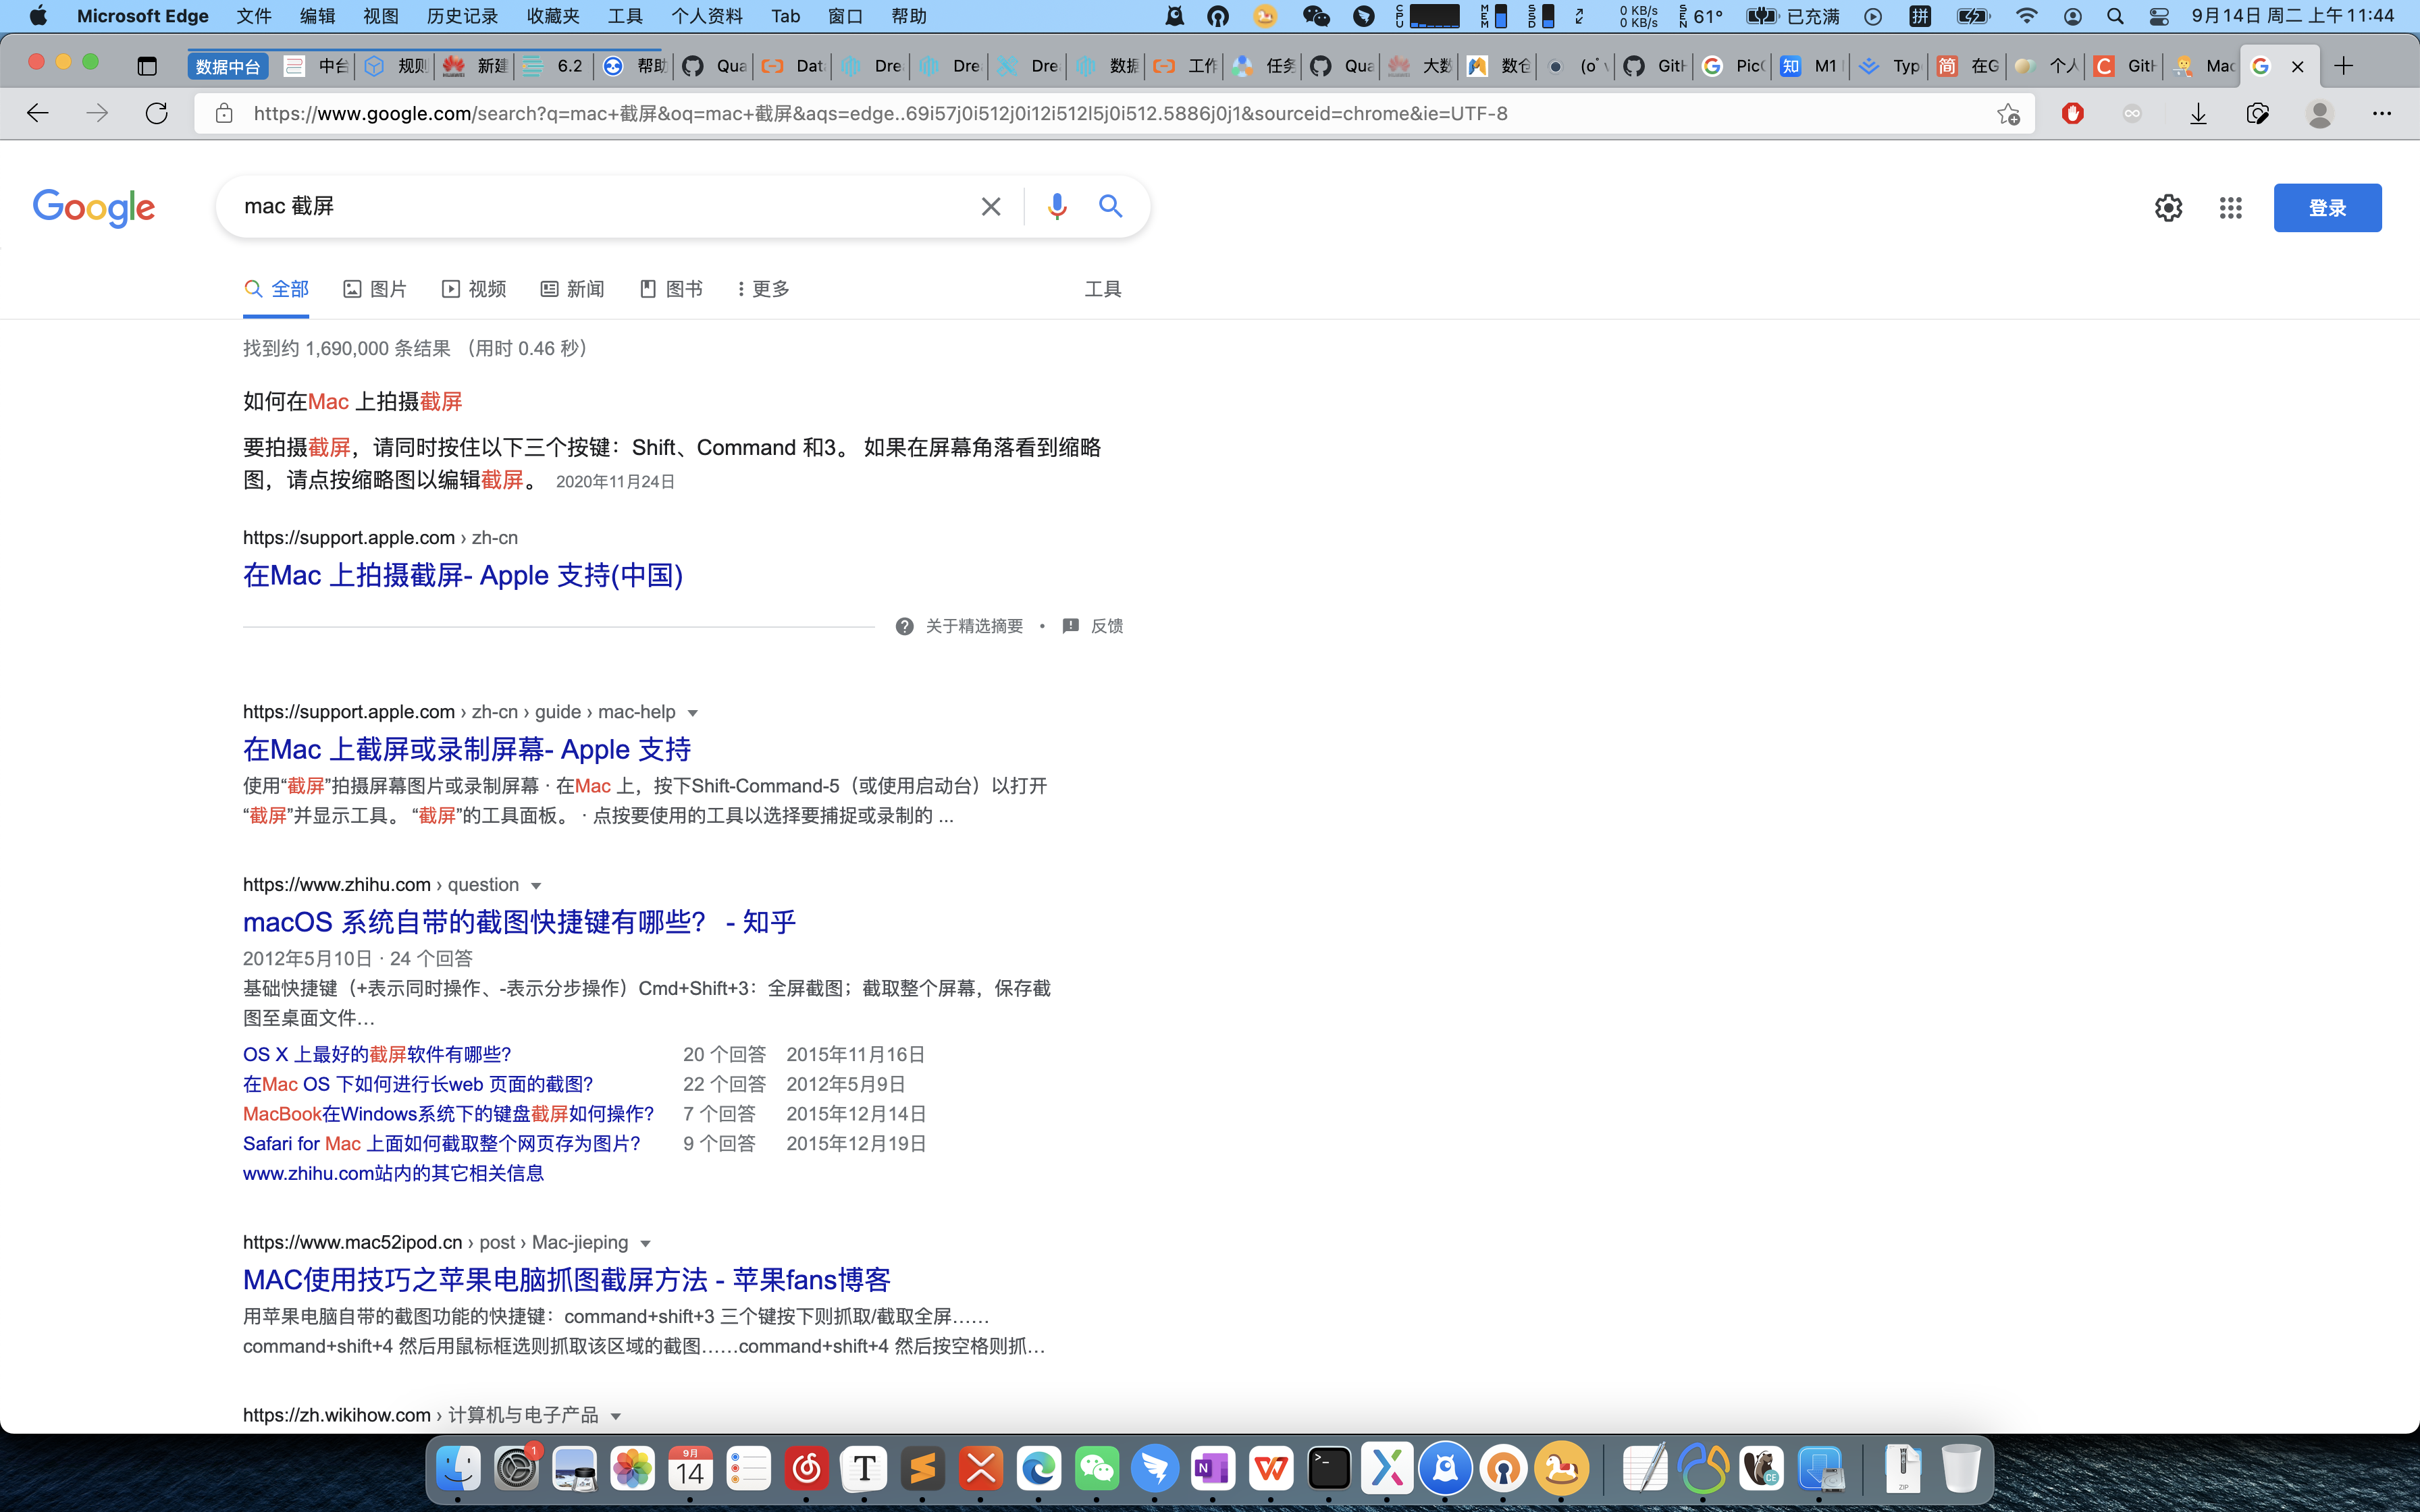 Microsoft Edge 文件 编辑 视图 历史记录 收藏夹 工具 个人资料 Tab 窗口 帮助
CPU MEM SSD 0 KB/s 0 KB/s SEN 61° 已充满 拼 9月14日 周二 上午11:44
数据中台 中台 规则 新建 6.2 帮助 Qua Dat Dre Dre Dre 数据 工作 任务 Qua 大数 数仓 GitH PicG 知 M1 Typ 简 在G 个人 C GitH Mac
https://www.google.com/search?q=mac+截屏&oq=mac+截屏&aqs=edge..69i57j0i512j0i12i512l5j0i512.5886j0j1&sourceid=chrome&ie=UTF-8
Google
mac 截屏
登录
全部 图片 视频 新闻 图书 更多 工具
找到约 1,690,000 条结果 （用时 0.46 秒）
如何在Mac 上拍摄截屏
要拍摄截屏，请同时按住以下三个按键：Shift、Command 和3。 如果在屏幕角落看到缩略
图，请点按缩略图以编辑截屏。 2020年11月24日
https://support.apple.com › zh-cn
在Mac 上拍摄截屏- Apple 支持(中国)
关于精选摘要 • 反馈
https://support.apple.com › zh-cn › guide › mac-help
在Mac 上截屏或录制屏幕- Apple 支持
使用“截屏”拍摄屏幕图片或录制屏幕 · 在Mac 上，按下Shift-Command-5（或使用启动台）以打开
“截屏”并显示工具。 “截屏”的工具面板。 · 点按要使用的工具以选择要捕捉或录制的 ...
https://www.zhihu.com › question
macOS 系统自带的截图快捷键有哪些？ - 知乎
2012年5月10日 · 24 个回答
基础快捷键（+表示同时操作、-表示分步操作）Cmd+Shift+3：全屏截图；截取整个屏幕，保存截
图至桌面文件…
OS X 上最好的截屏软件有哪些? 20 个回答 2015年11月16日
在Mac OS 下如何进行长web 页面的截图? 22 个回答 2012年5月9日
MacBook在Windows系统下的键盘截屏如何操作? 7 个回答 2015年12月14日
Safari for Mac 上面如何截取整个网页存为图片? 9 个回答 2015年12月19日
www.zhihu.com站内的其它相关信息
https://www.mac52ipod.cn › post › Mac-jieping
MAC使用技巧之苹果电脑抓图截屏方法 - 苹果fans博客
用苹果电脑自带的截图功能的快捷键：command+shift+3 三个键按下则抓取/截取全屏……
command+shift+4 然后用鼠标框选则抓取该区域的截图……command+shift+4 然后按空格则抓…
https://zh.wikihow.com › 计算机与电子产品
1 9月 14 T N W CE ZIP